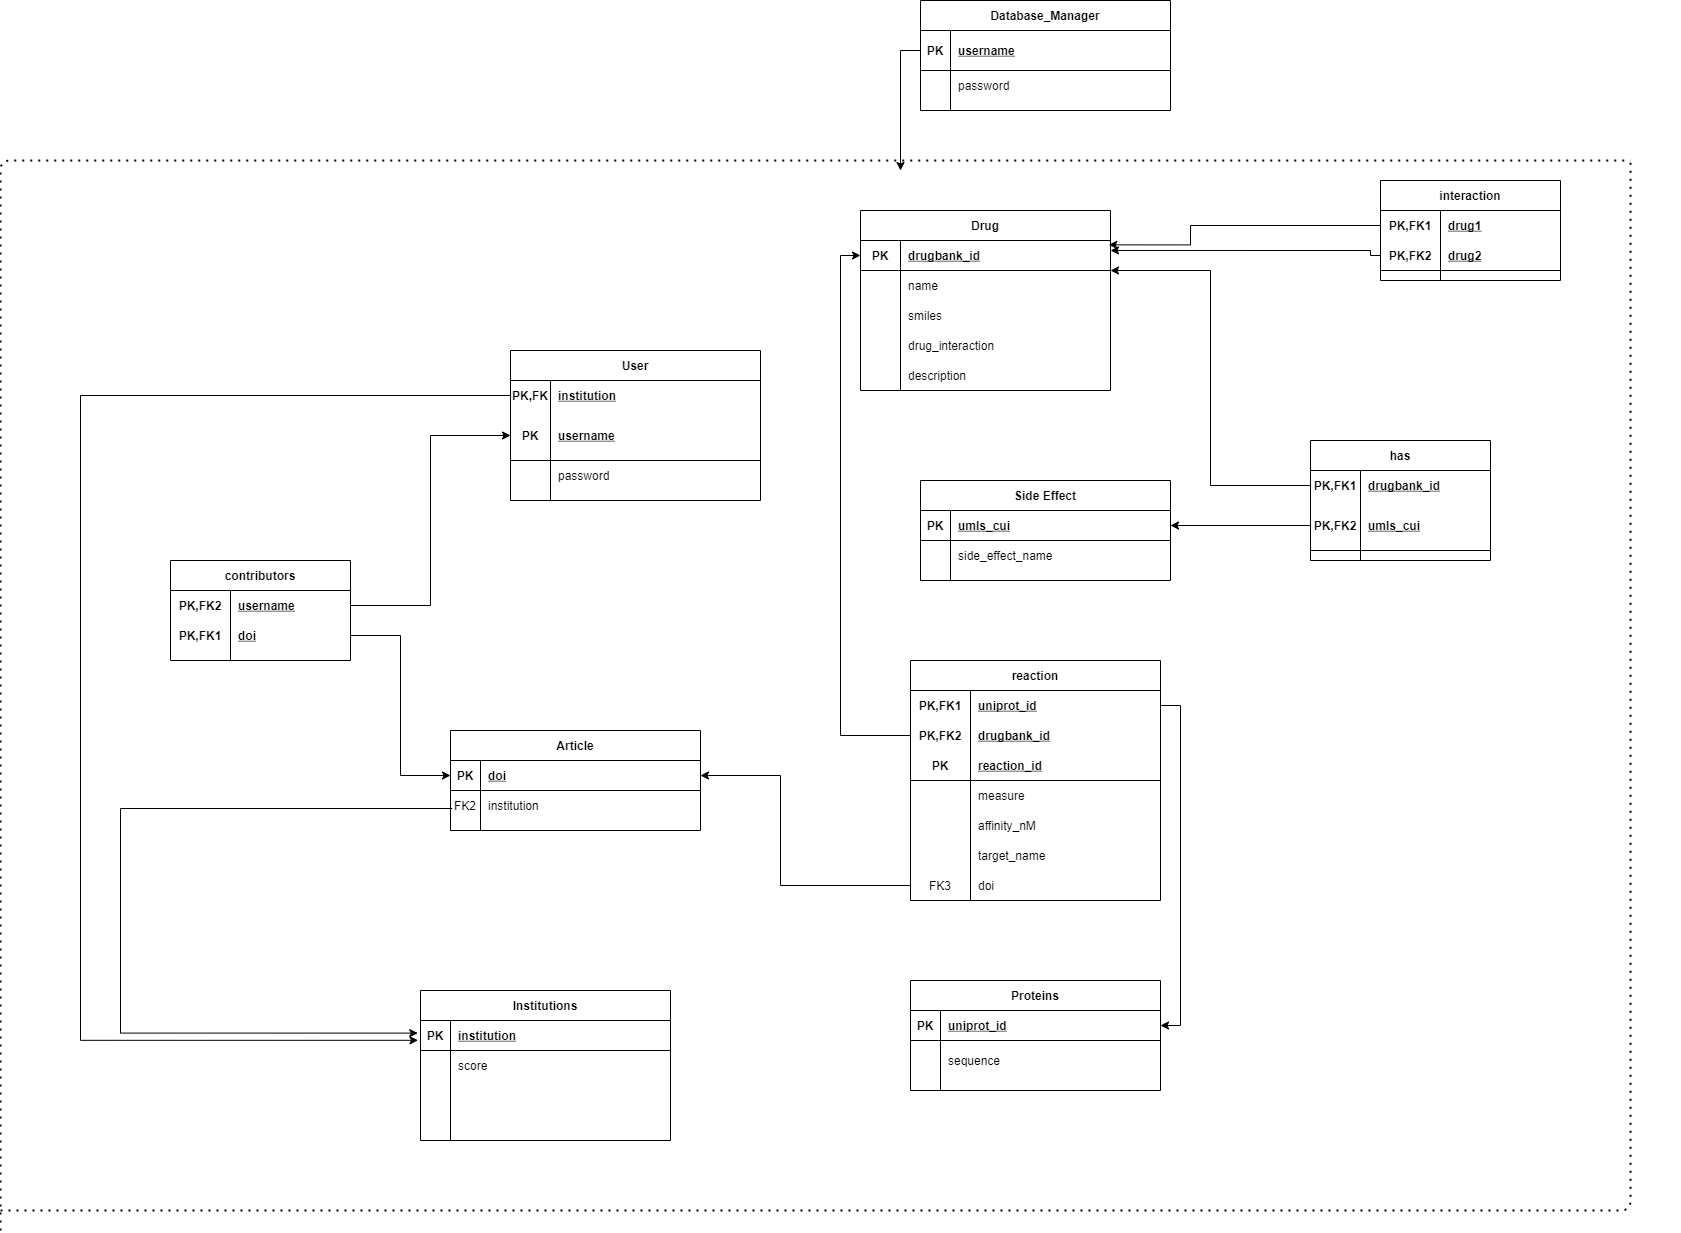 Database_Manager
PK username
password
interaction
PK,FK1 drug1
PK,FK2 drug2
Drug
PK drugbank_id
name
smiles
drug_interaction
description
User
PK,FK institution
PK username
password
has
PK,FK1 drugbank_id
PK,FK2 umls_cui
Side Effect
PK umls_cui
side_effect_name
contributors
PK,FK2 username
PK,FK1 doi
reaction
PK,FK1 uniprot_id
PK,FK2 drugbank_id
PK reaction_id
measure
affinity_nM
target_name
FK3 doi
Article
PK doi
FK2 institution
Institutions
PK institution
score
Proteins
PK uniprot_id
sequence